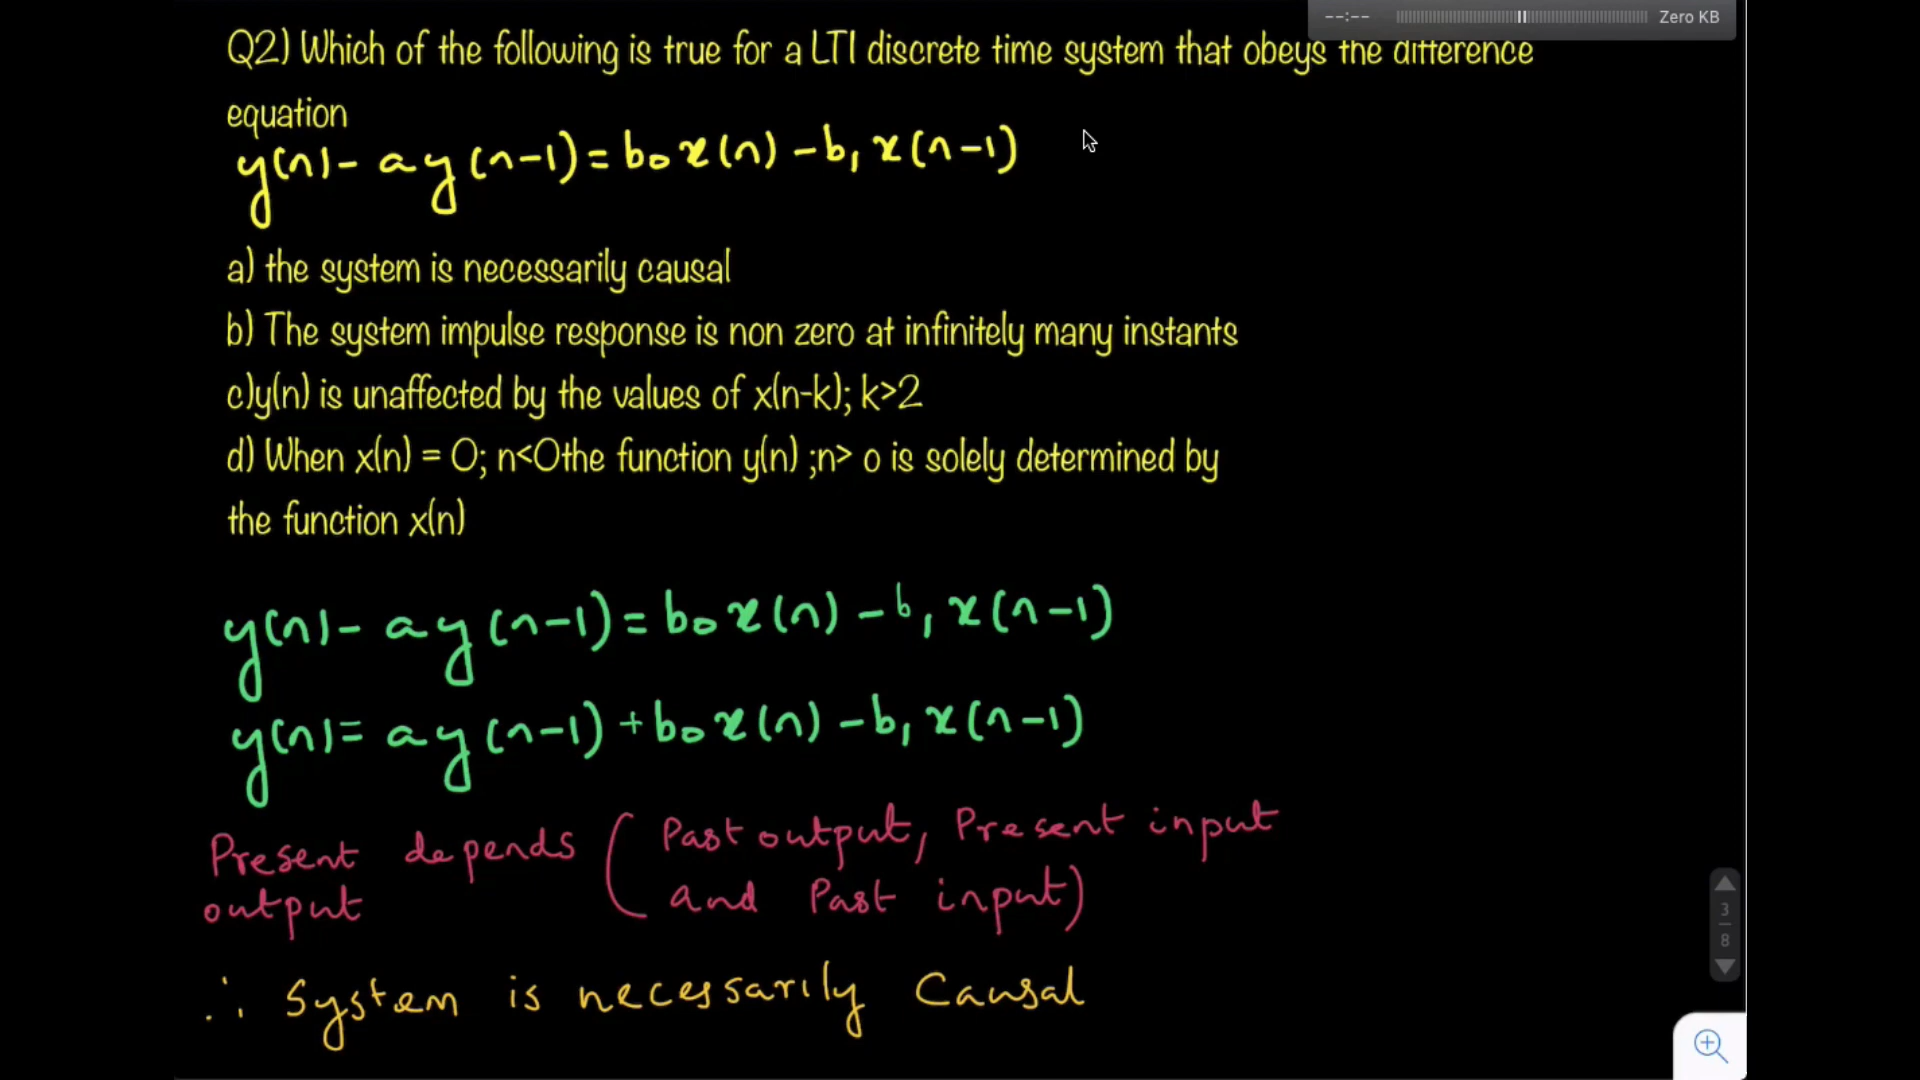 --:-- Zero KB
Q2) Which of the following is true for a LTI discrete time system that obeys the difference
equation
y(n) - ay(n-1) = b₀x(n) - b₁x(n-1)
a) the system is necessarily causal
b) The system impulse response is non zero at infinitely many instants
c)y(n) is unaffected by the values of x(n-k); k>2
d) When x(n) = 0; n<0the function y(n) ;n> o is solely determined by
the function x(n)
y(n) - ay(n-1) = b₀x(n) - b₁x(n-1)
y(n) = ay(n-1) + b₀x(n) - b₁x(n-1)
Present depends (Past output, Present input
output and Past input)
3
8
∴ System is necessarily Causal